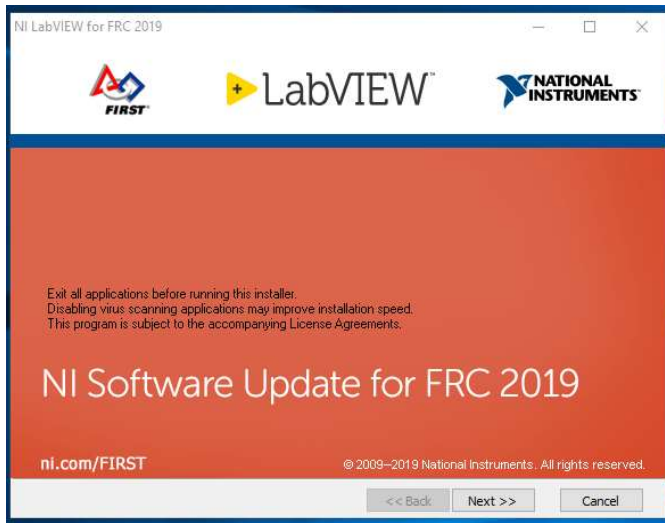 NI LabVIEW for FRC 2019
FIRST®
LabVIEW™
NATIONAL
INSTRUMENTS™
Exit all applications before running this installer.
Disabling virus scanning applications may improve installation speed.
This program is subject to the accompanying License Agreements.
NI Software Update for FRC 2019
ni.com/FIRST
© 2009–2019 National Instruments. All rights reserved.
<< Back
Next >>
Cancel